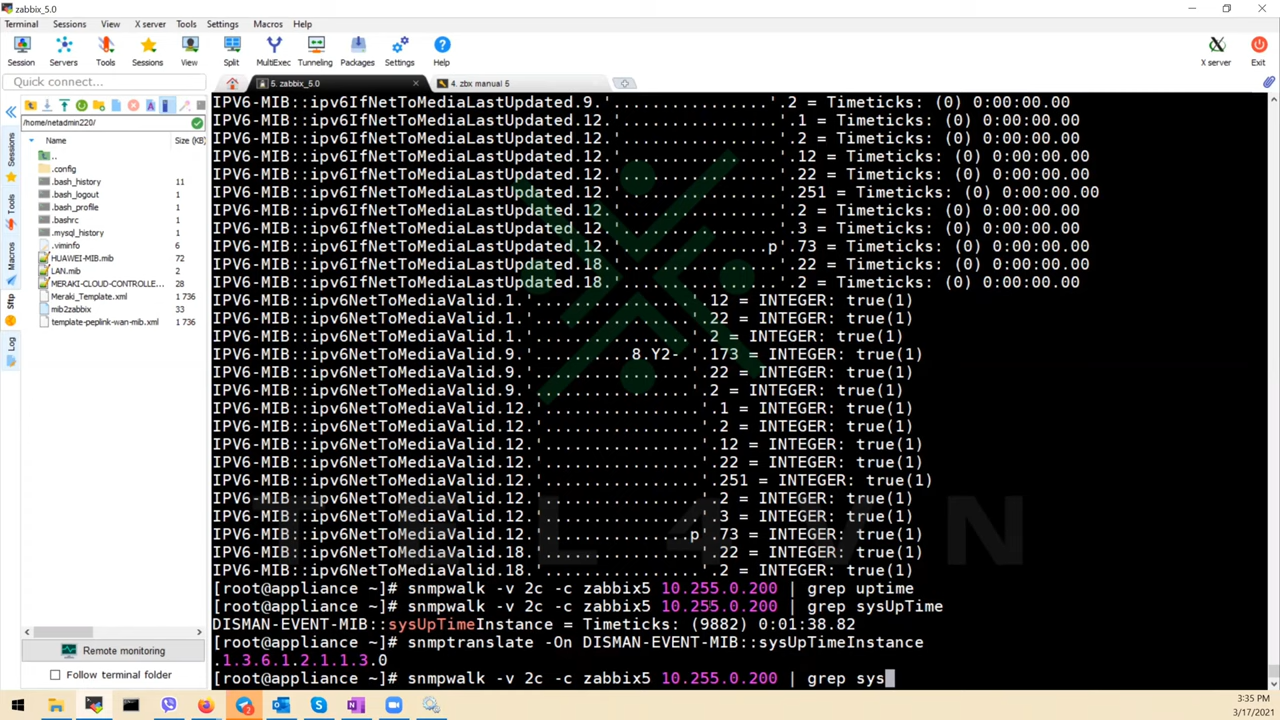 zabbix_5.0
Terminal Sessions View X server Tools Settings Macros Help
Session Servers Tools Sessions View Split MultiExec Tunneling Packages Settings Help X server Exit
Quick connect...
5. zabbix_5.0
4. zbx manual 5
/home/netadmin220/
Name Size (KB)
..
.config
.bash_history 11
.bash_logout 1
.bash_profile 1
.bashrc 1
.mysql_history 1
.viminfo 6
HUAWEI-MIB.mib 72
LAN.mib 2
MERAKI-CLOUD-CONTROLLE... 28
Meraki_Template.xml 1 736
mib2zabbix 33
template-peplink-wan-mib.xml 1 736
Sessions
Tools
Macros
Sftp
Log
Remote monitoring
Follow terminal folder
IPV6-MIB::ipv6IfNetToMediaLastUpdated.9.'................'.2 = Timeticks: (0) 0:00:00.00
IPV6-MIB::ipv6IfNetToMediaLastUpdated.12.'................'.1 = Timeticks: (0) 0:00:00.00
IPV6-MIB::ipv6IfNetToMediaLastUpdated.12.'................'.2 = Timeticks: (0) 0:00:00.00
IPV6-MIB::ipv6IfNetToMediaLastUpdated.12.'................'.12 = Timeticks: (0) 0:00:00.00
IPV6-MIB::ipv6IfNetToMediaLastUpdated.12.'................'.22 = Timeticks: (0) 0:00:00.00
IPV6-MIB::ipv6IfNetToMediaLastUpdated.12.'................'.251 = Timeticks: (0) 0:00:00.00
IPV6-MIB::ipv6IfNetToMediaLastUpdated.12.'................'.2 = Timeticks: (0) 0:00:00.00
IPV6-MIB::ipv6IfNetToMediaLastUpdated.12.'................'.3 = Timeticks: (0) 0:00:00.00
IPV6-MIB::ipv6IfNetToMediaLastUpdated.12.'...............p'.73 = Timeticks: (0) 0:00:00.00
IPV6-MIB::ipv6IfNetToMediaLastUpdated.18.'................'.22 = Timeticks: (0) 0:00:00.00
IPV6-MIB::ipv6IfNetToMediaLastUpdated.18.'................'.2 = Timeticks: (0) 0:00:00.00
IPV6-MIB::ipv6NetToMediaValid.1.'................'.12 = INTEGER: true(1)
IPV6-MIB::ipv6NetToMediaValid.1.'................'.22 = INTEGER: true(1)
IPV6-MIB::ipv6NetToMediaValid.1.'................'.2 = INTEGER: true(1)
IPV6-MIB::ipv6NetToMediaValid.9.'..........8.Y2-.'.173 = INTEGER: true(1)
IPV6-MIB::ipv6NetToMediaValid.9.'................'.22 = INTEGER: true(1)
IPV6-MIB::ipv6NetToMediaValid.9.'................'.2 = INTEGER: true(1)
IPV6-MIB::ipv6NetToMediaValid.12.'................'.1 = INTEGER: true(1)
IPV6-MIB::ipv6NetToMediaValid.12.'................'.2 = INTEGER: true(1)
IPV6-MIB::ipv6NetToMediaValid.12.'................'.12 = INTEGER: true(1)
IPV6-MIB::ipv6NetToMediaValid.12.'................'.22 = INTEGER: true(1)
IPV6-MIB::ipv6NetToMediaValid.12.'................'.251 = INTEGER: true(1)
IPV6-MIB::ipv6NetToMediaValid.12.'................'.2 = INTEGER: true(1)
IPV6-MIB::ipv6NetToMediaValid.12.'................'.3 = INTEGER: true(1)
IPV6-MIB::ipv6NetToMediaValid.12.'...............p'.73 = INTEGER: true(1)
IPV6-MIB::ipv6NetToMediaValid.18.'................'.22 = INTEGER: true(1)
IPV6-MIB::ipv6NetToMediaValid.18.'................'.2 = INTEGER: true(1)
[root@appliance ~]# snmpwalk -v 2c -c zabbix5 10.255.0.200 | grep uptime
[root@appliance ~]# snmpwalk -v 2c -c zabbix5 10.255.0.200 | grep sysUpTime
DISMAN-EVENT-MIB::sysUpTimeInstance = Timeticks: (9882) 0:01:38.82
[root@appliance ~]# snmptranslate -On DISMAN-EVENT-MIB::sysUpTimeInstance
.1.3.6.1.2.1.1.3.0
[root@appliance ~]# snmpwalk -v 2c -c zabbix5 10.255.0.200 | grep sys
3:35 PM
3/17/2021